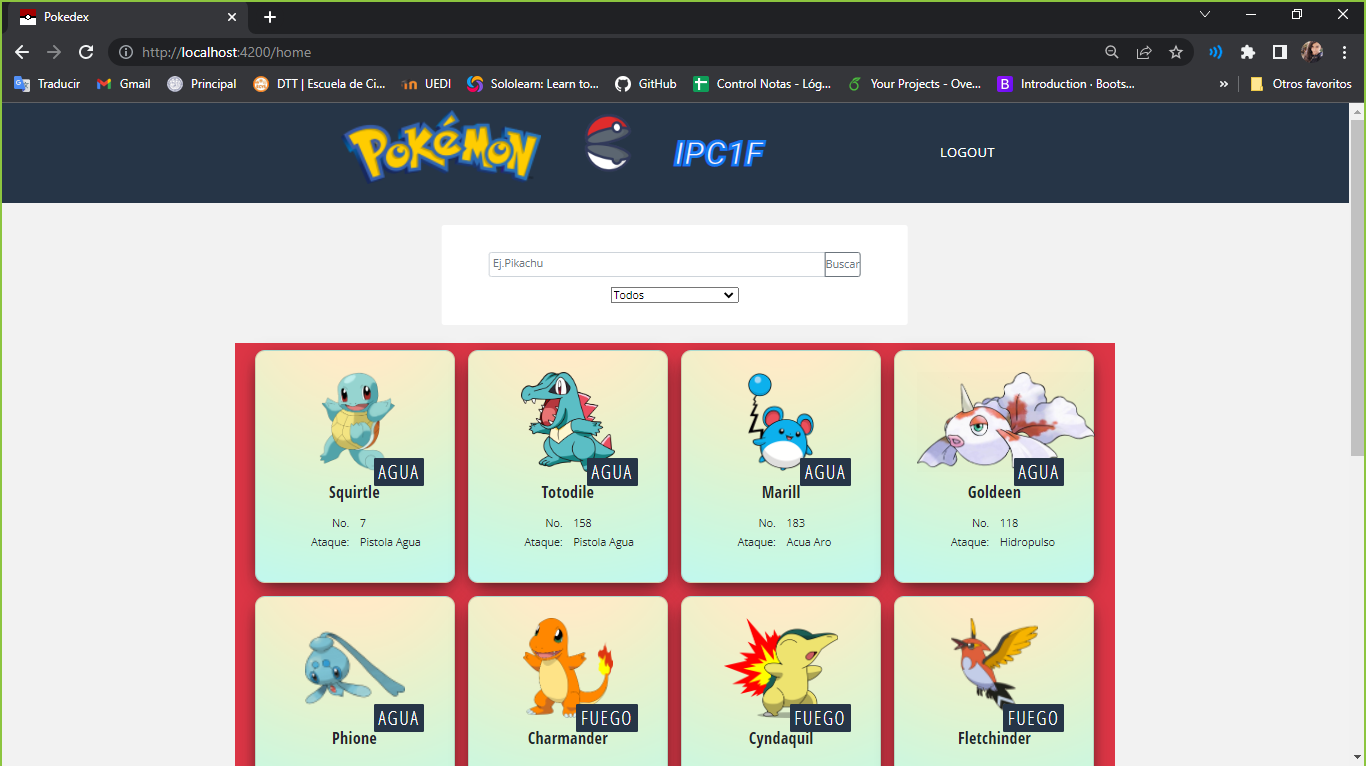 Pokedex
http://localhost:4200/home
Traducir Gmail Principal DTT | Escuela de Ci... UEDI Sololearn: Learn to... GitHub Control Notas - Lóg... Your Projects - Ove... B Introduction · Boots... » Otros favoritos
POKéMON IPC1F LOGOUT
Ej.Pikachu Buscar
Todos
AGUA AGUA AGUA AGUA
Squirtle Totodile Marill Goldeen
No. 7 No. 158 No. 183 No. 118
Ataque: Pistola Agua Ataque: Pistola Agua Ataque: Acua Aro Ataque: Hidropulso
AGUA FUEGO FUEGO FUEGO
Phione Charmander Cyndaquil Fletchinder